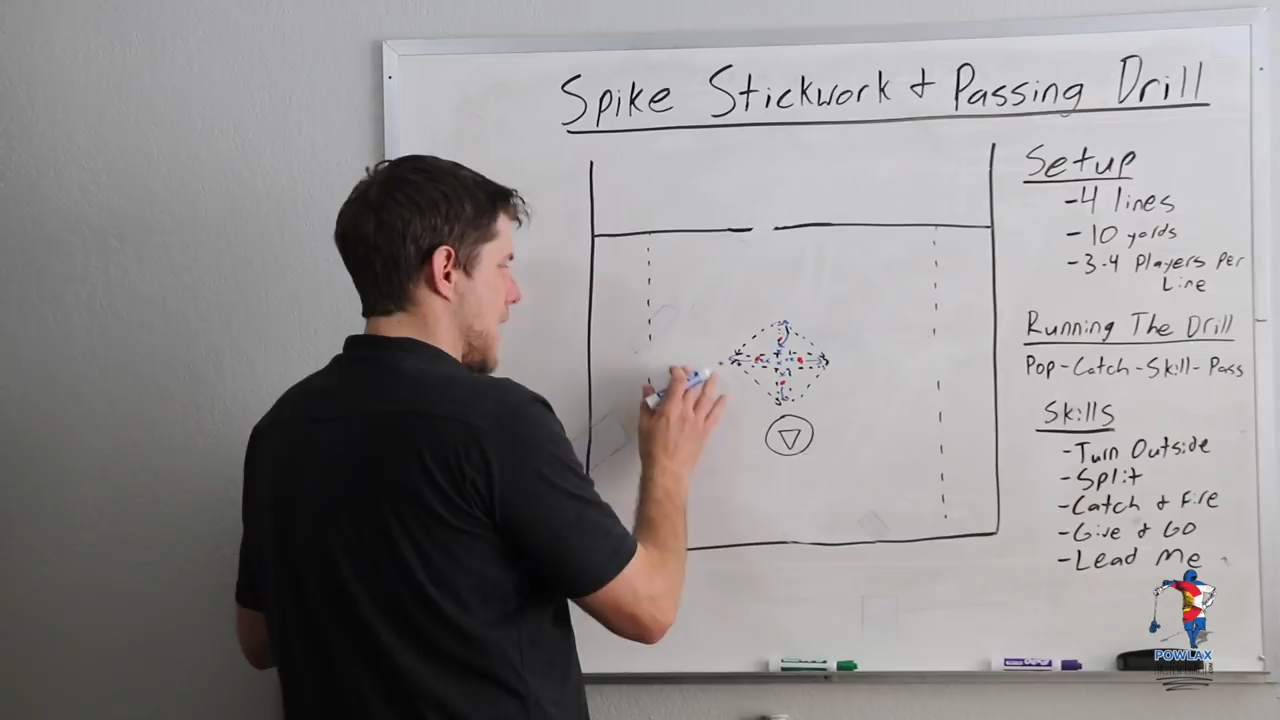 Spike Stickwork & Passing Drill
Setup
-4 lines
-10 yards
-3-4 Players Per
Line
Running The Drill
Pop-Catch-Skill-Pass
Skills
-Turn Outside
-Split
-Catch & Fire
-Give & GO
-Lead Me
POWLAX